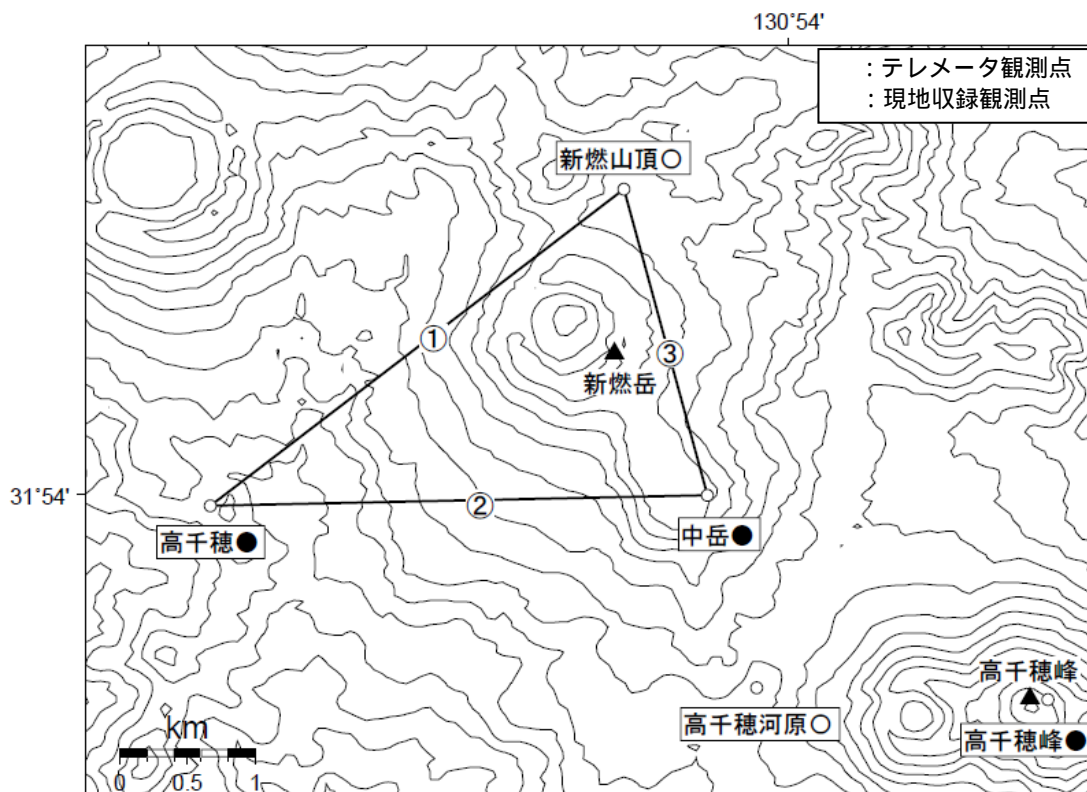 130°54'
：テレメータ観測点
：現地収録観測点
新燃山頂○
①
③
新燃岳
31°54'
②
高千穂●
中岳●
高千穂峰
km
高千穂河原○
高千穂峰●
0 0.5 1